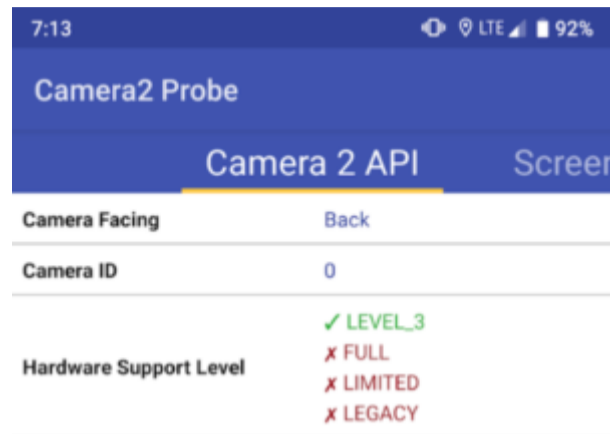 7:13 LTE 92%
Camera2 Probe
Camera 2 API Screen
Camera Facing Back
Camera ID 0
Hardware Support Level
✓ LEVEL_3
✗ FULL
✗ LIMITED
✗ LEGACY